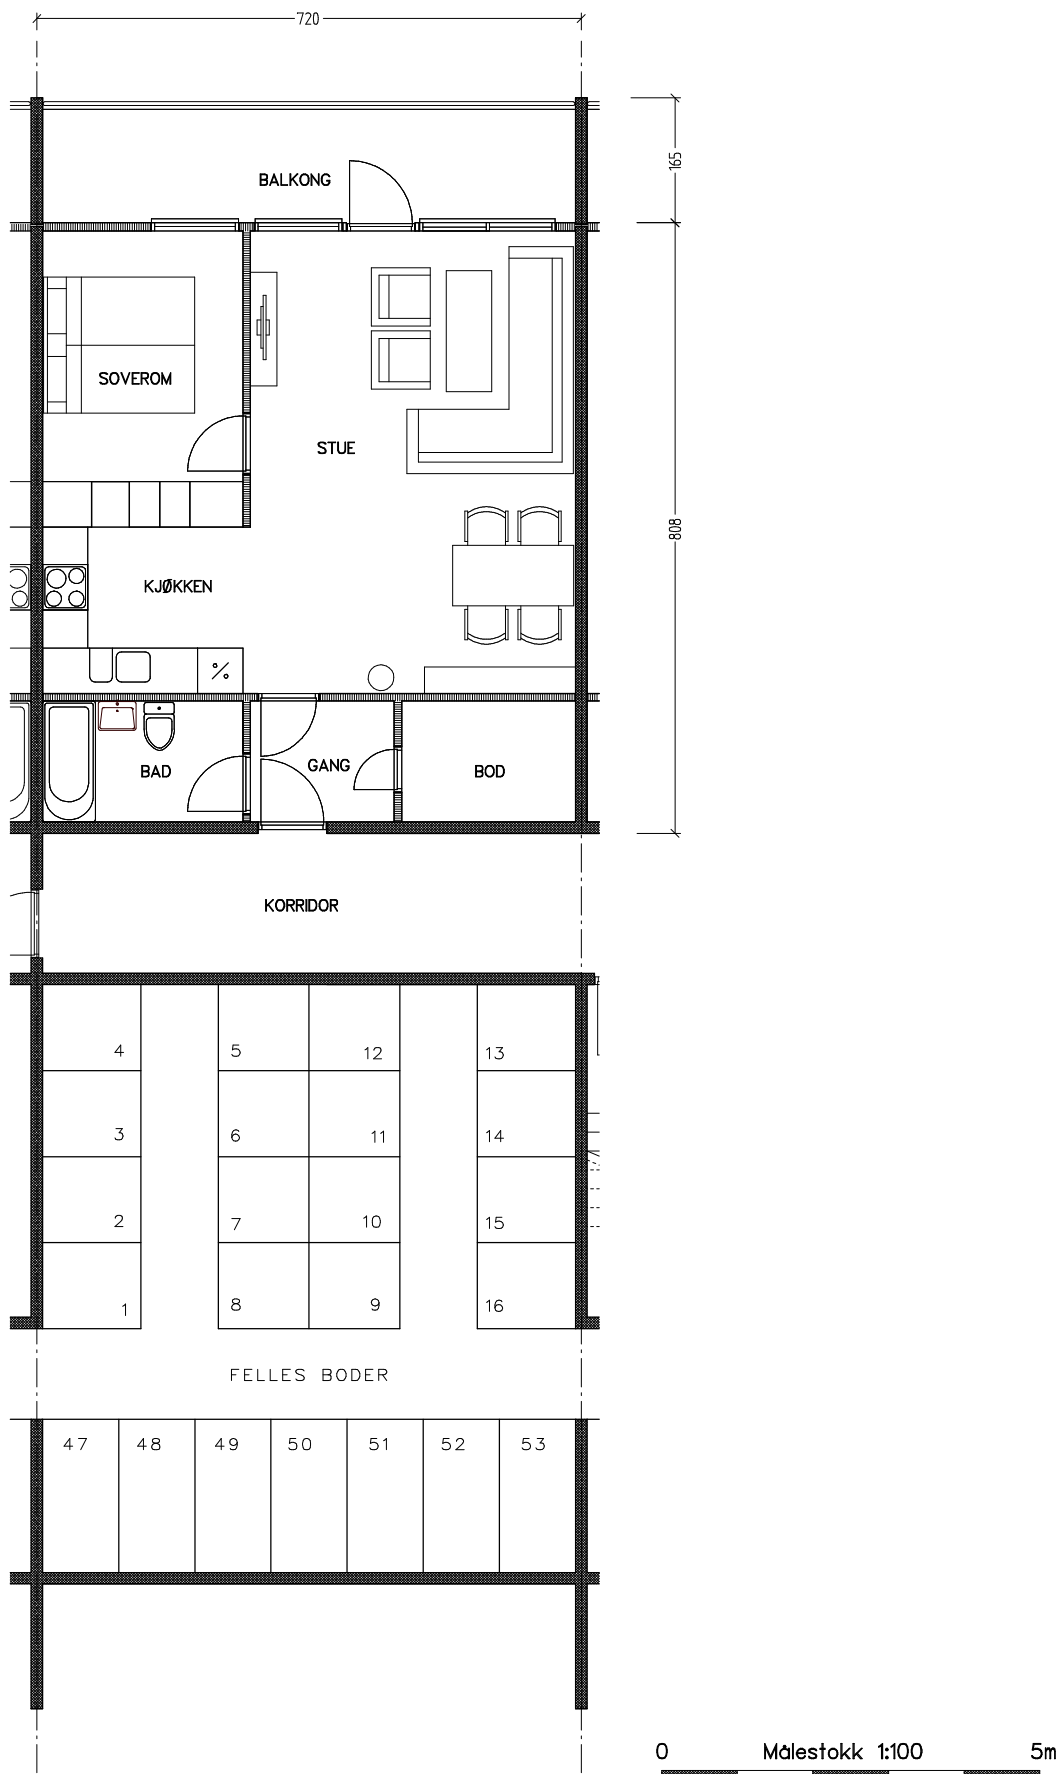 720
165
BALKONG
SOVEROM
STUE
808
KJØKKEN
BAD
GANG
BOD
KORRIDOR
4 5 12 13
3 6 11 14
2 7 10 15
1 8 9 16
FELLES BODER
47 48 49 50 51 52 53
0 Målestokk 1:100 5m